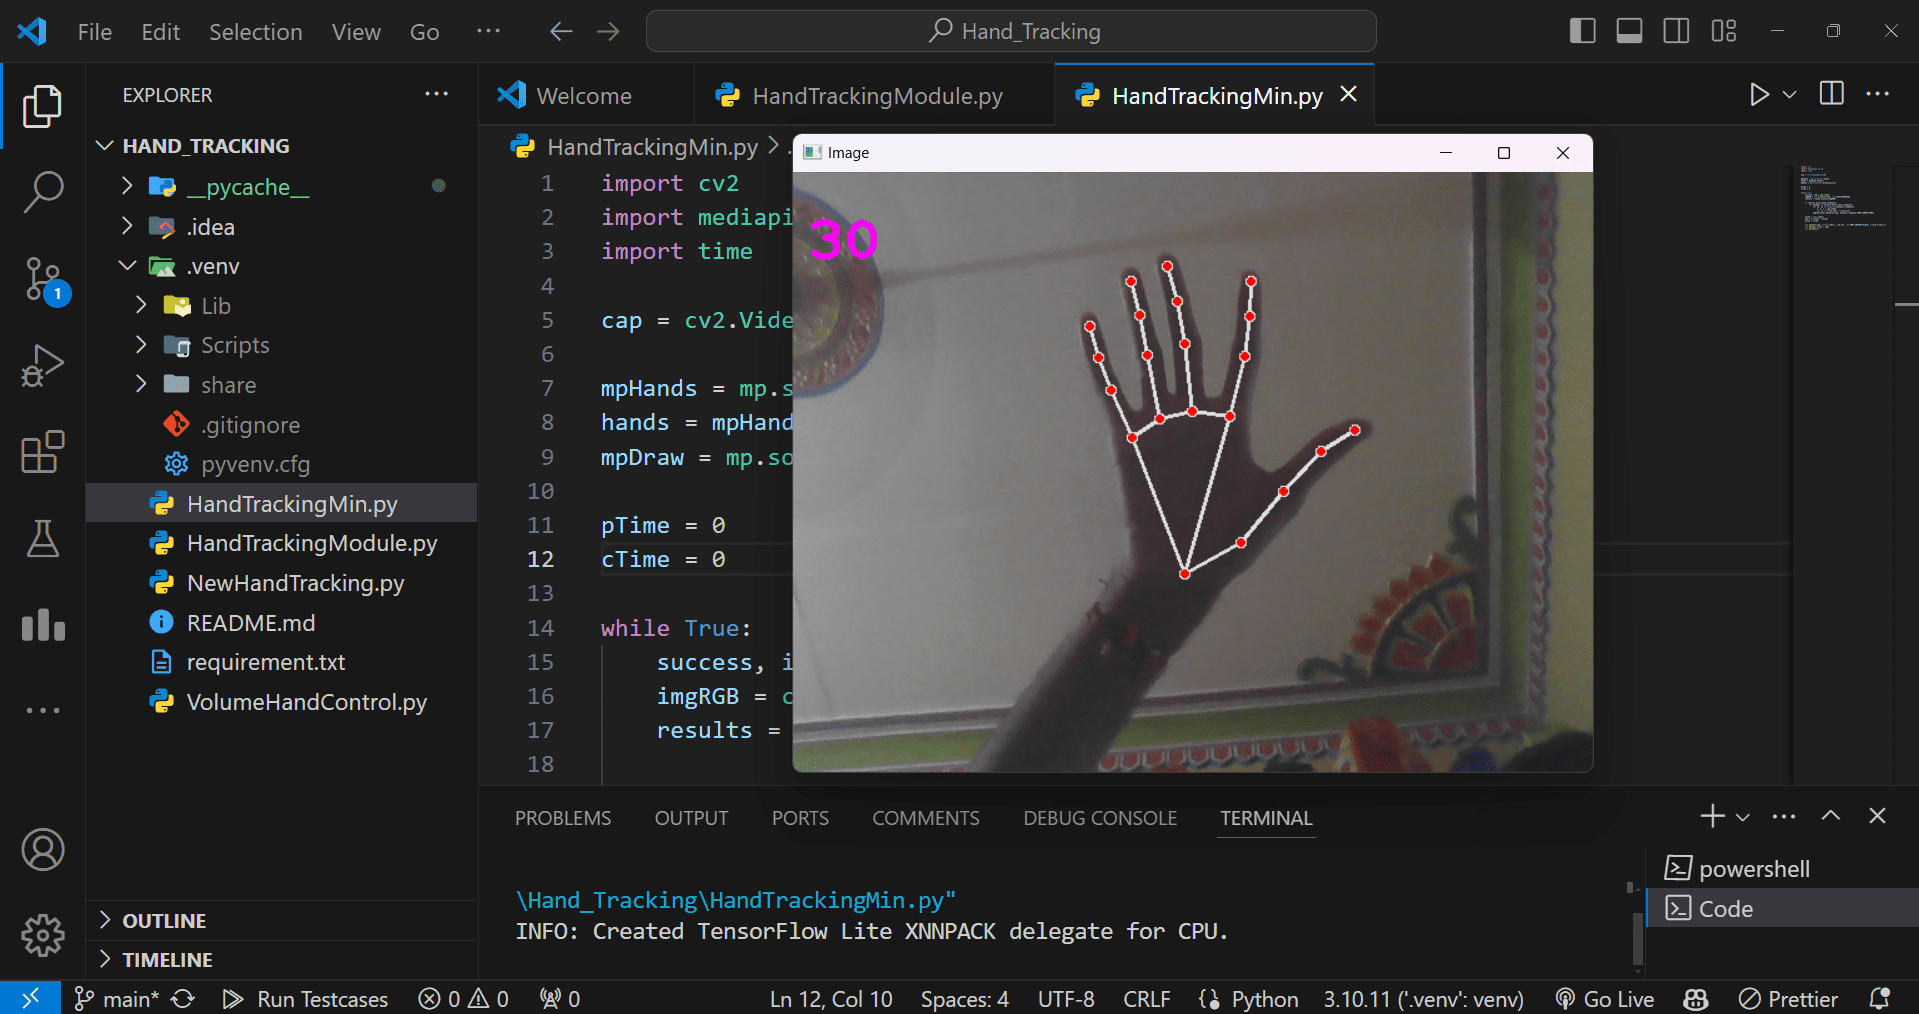 File Edit Selection View Go ··· Hand_Tracking
EXPLORER ···
HAND_TRACKING
__pycache__
.idea
.venv
Lib
Scripts
share
.gitignore
pyvenv.cfg
HandTrackingMin.py
HandTrackingModule.py
NewHandTracking.py
README.md
requirement.txt
VolumeHandControl.py
OUTLINE
TIMELINE
1
Welcome HandTrackingModule.py HandTrackingMin.py
HandTrackingMin.py > .
1 import cv2
2 import mediapi
3 import time
4
5 cap = cv2.Vide
6
7 mpHands = mp.s
8 hands = mpHand
9 mpDraw = mp.so
10
11 pTime = 0
12 cTime = 0
13
14 while True:
15 success, i
16 imgRGB = c
17 results =
18
Image
30
PROBLEMS OUTPUT PORTS COMMENTS DEBUG CONSOLE TERMINAL
\Hand_Tracking\HandTrackingMin.py"
INFO: Created TensorFlow Lite XNNPACK delegate for CPU.
powershell
Code
main* Run Testcases 0 0 0 Ln 12, Col 10 Spaces: 4 UTF-8 CRLF Python 3.10.11 ('.venv': venv) Go Live Prettier